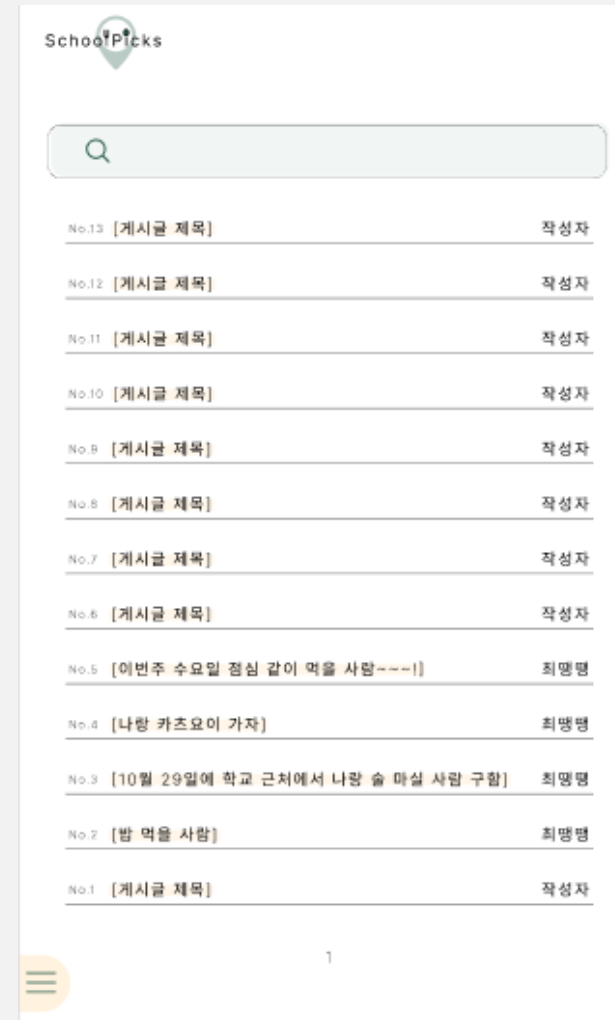 SchoolPicks
No.13 [게시글 제목] 작성자
No.12 [게시글 제목] 작성자
No.11 [게시글 제목] 작성자
No.10 [게시글 제목] 작성자
No.9 [게시글 제목] 작성자
No.8 [게시글 제목] 작성자
No.7 [게시글 제목] 작성자
No.6 [게시글 제목] 작성자
No.5 [이번주 수요일 점심 같이 먹을 사람~~~!] 최땡땡
No.4 [나랑 카츠요이 가자] 최땡땡
No.3 [10월 29일에 학교 근처에서 나랑 술 마실 사람 구함] 최땡땡
No.2 [밥 먹을 사람] 최땡땡
No.1 [게시글 제목] 작성자
1